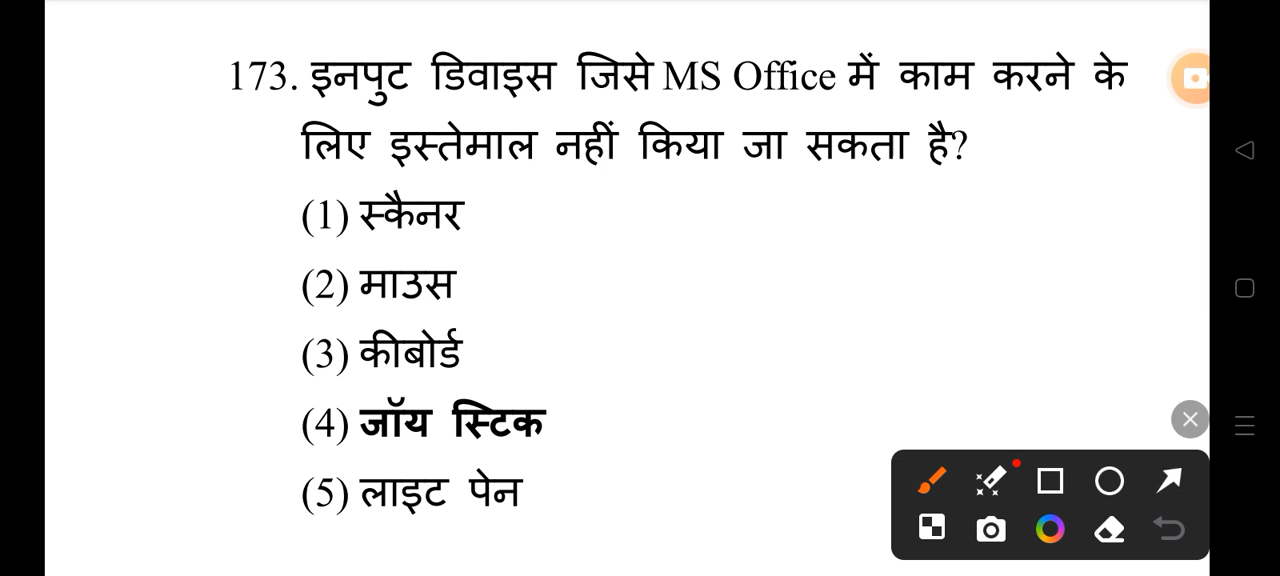 173. इनपुट डिवाइस जिसे MS Office में काम करने के
लिए इस्तेमाल नहीं किया जा सकता है?
(1) स्कैनर
(2) माउस
(3) कीबोर्ड
(4) जॉय स्टिक
(5) लाइट पेन